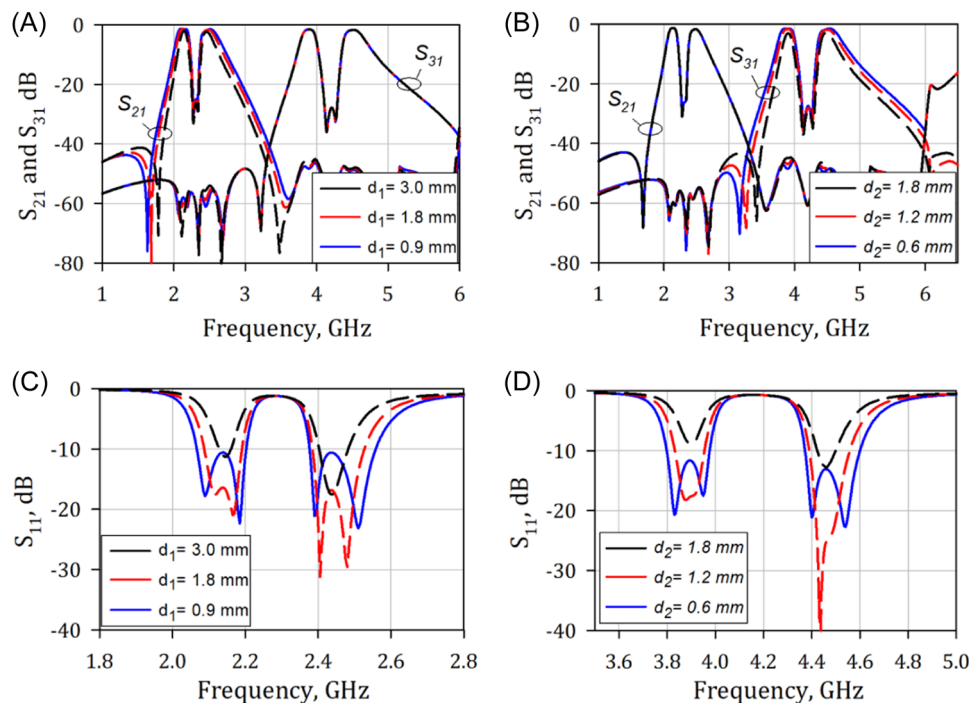 (A)
S21 and S31 dB
0
-20
-40
-60
-80
S21
S31
d1= 3.0 mm
d1= 1.8 mm
d1= 0.9 mm
1 2 3 4 5 6
Frequency, GHz
(B)
S21 and S31 dB
0
-20
-40
-60
-80
S21
S31
d2= 1.8 mm
d2= 1.2 mm
d2= 0.6 mm
1 2 3 4 5 6
Frequency, GHz
(C)
S11, dB
0
-10
-20
-30
-40
d1= 3.0 mm
d1= 1.8 mm
d1= 0.9 mm
1.8 2.0 2.2 2.4 2.6 2.8
Frequency, GHz
(D)
S11, dB
0
-10
-20
-30
-40
d2= 1.8 mm
d2= 1.2 mm
d2= 0.6 mm
3.6 4.0 4.4 4.6 5.0
Frequency, GHz